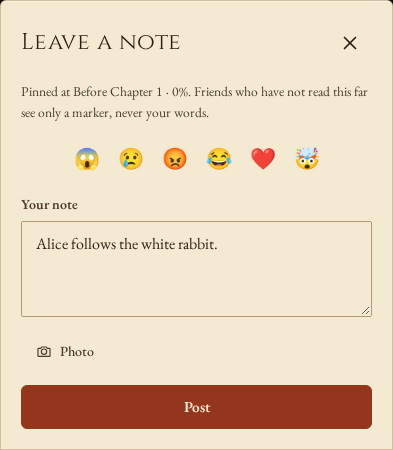 Leave a note
Pinned at Before Chapter 1 · 0%. Friends who have not read this far
see only a marker, never your words.
😱 😢 😡 😂 ❤️ 🤯
Your note
Alice follows the white rabbit.
Photo
Post